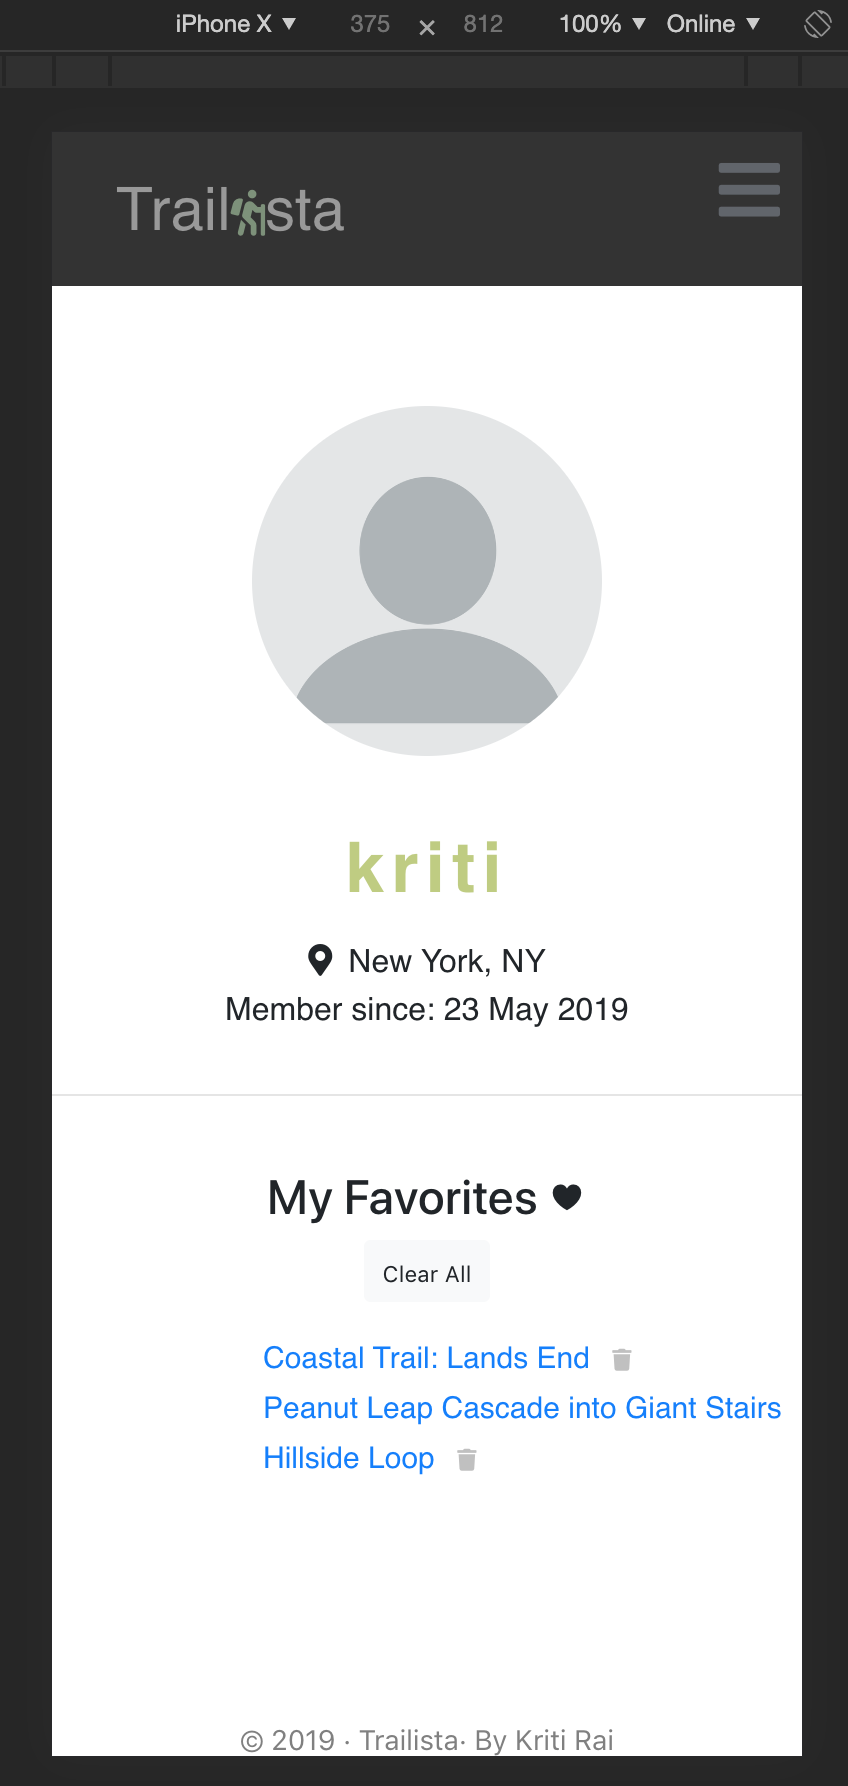 iPhone X ▼ 375 × 812 100% ▼ Online ▼
Trailista
kriti
New York, NY
Member since: 23 May 2019
My Favorites
Clear All
Coastal Trail: Lands End
Peanut Leap Cascade into Giant Stairs
Hillside Loop
© 2019 · Trailista· By Kriti Rai